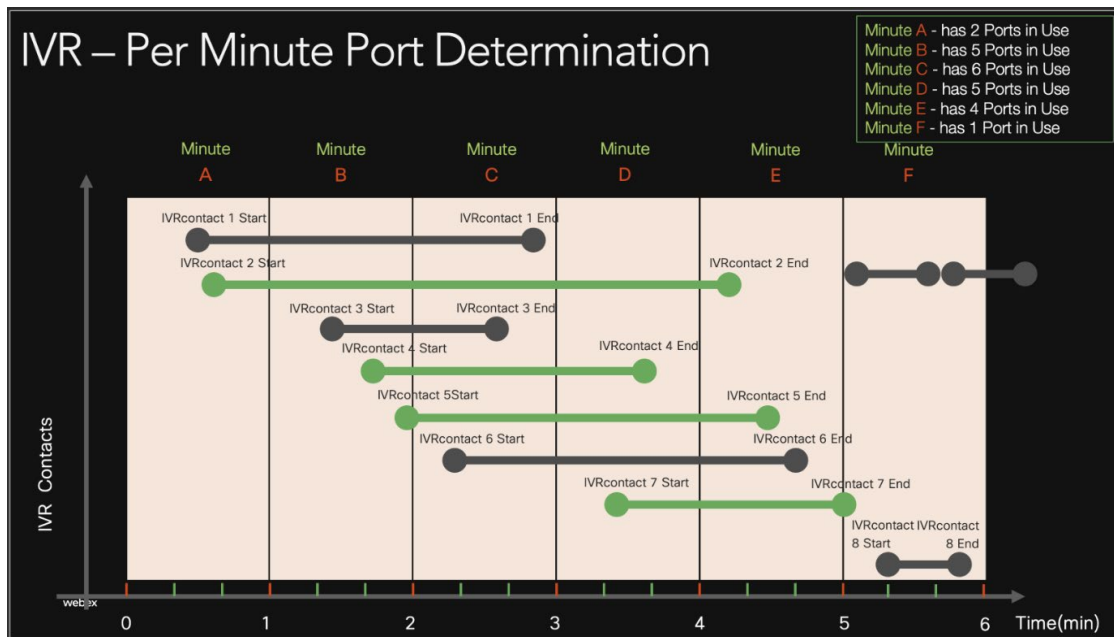 IVR – Per Minute Port Determination
Minute A - has 2 Ports in Use
Minute B - has 5 Ports in Use
Minute C - has 6 Ports in Use
Minute D - has 5 Ports in Use
Minute E - has 4 Ports in Use
Minute F - has 1 Port in Use
Minute Minute Minute Minute Minute Minute
A B C D E F
IVRcontact 1 Start IVRcontact 1 End
IVRcontact 2 Start IVRcontact 2 End
IVRcontact 3 Start IVRcontact 3 End
IVRcontact 4 Start IVRcontact 4 End
IVRcontact 5Start IVRcontact 5 End
IVRcontact 6 Start IVRcontact 6 End
IVRcontact 7 Start IVRcontact 7 End
IVRcontact IVRcontact
8 Start 8 End
IVR Contacts
webex
0 1 2 3 4 5 6 Time(min)